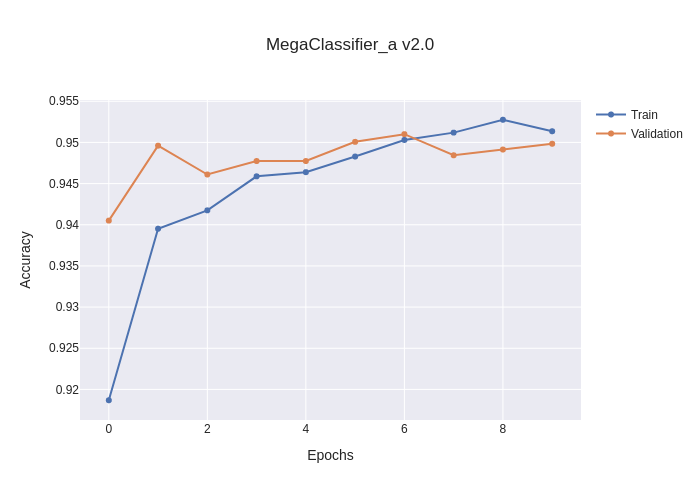 MegaClassifier_a v2.0
0.955
0.95
0.945
0.94
0.935
0.93
0.925
0.92
Accuracy
0 2 4 6 8
Epochs
Train
Validation